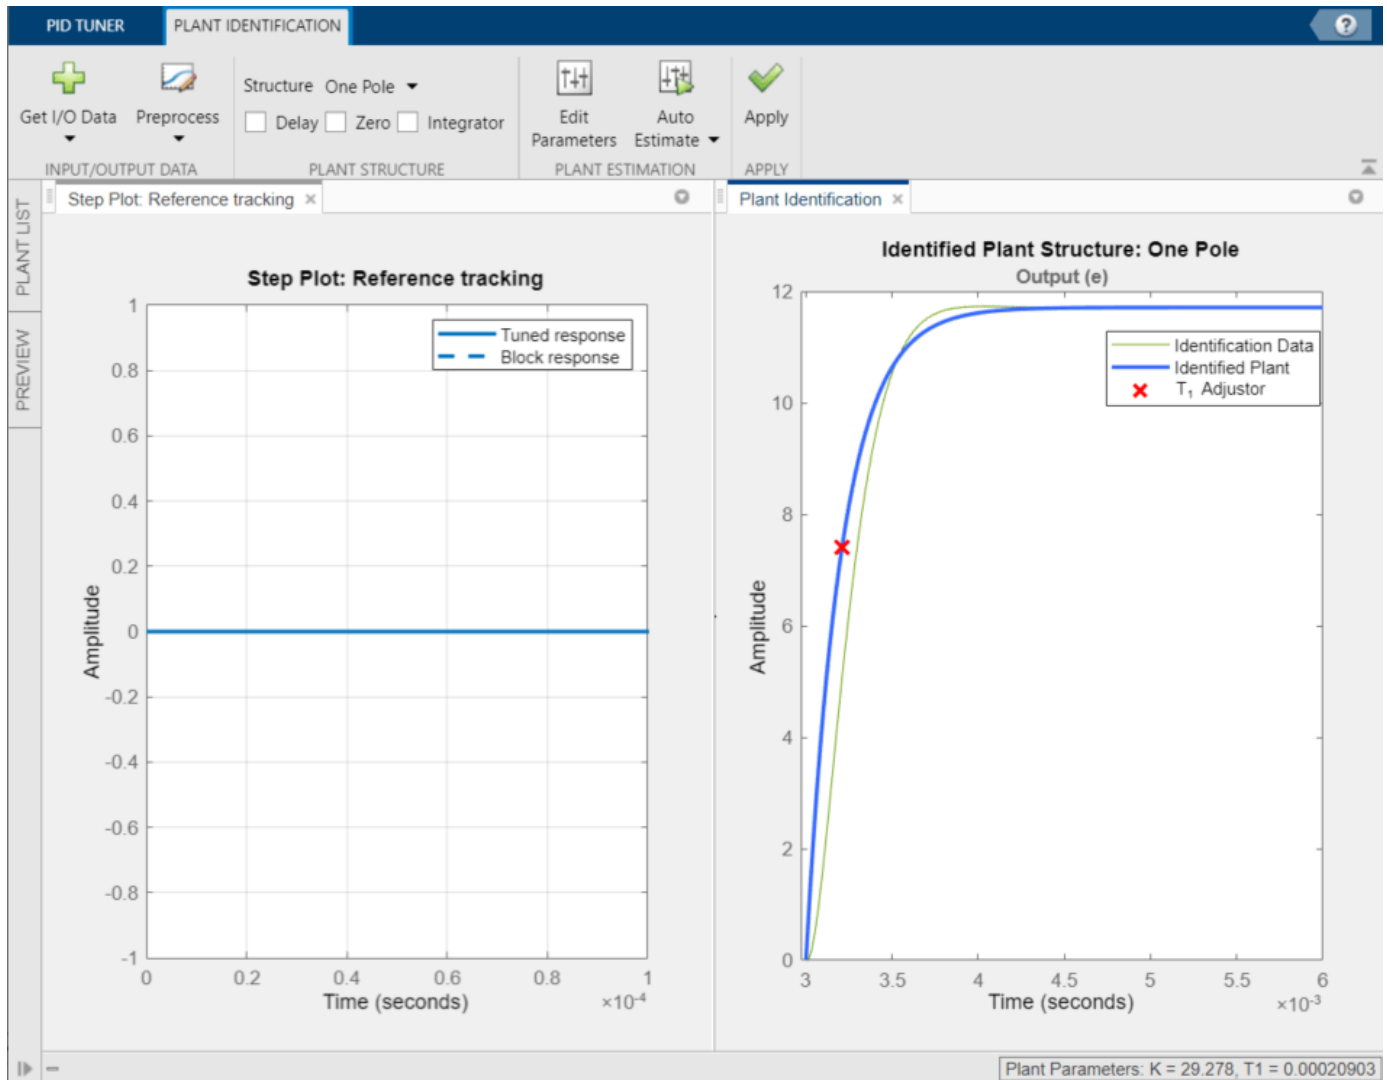 PID TUNER
PLANT IDENTIFICATION
?
Get I/O Data
Preprocess
Structure One Pole
Delay Zero Integrator
Edit
Parameters
Auto
Estimate
Apply
INPUT/OUTPUT DATA
PLANT STRUCTURE
PLANT ESTIMATION
APPLY
PLANT LIST
PREVIEW
Step Plot: Reference tracking ×
Step Plot: Reference tracking
Tuned response
Block response
Amplitude
1
0.8
0.6
0.4
0.2
0
-0.2
-0.4
-0.6
-0.8
-1
0 0.2 0.4 0.6 0.8 1
Time (seconds)
×10-4
Plant Identification ×
Identified Plant Structure: One Pole
Output (e)
Identification Data
Identified Plant
T1 Adjustor
Amplitude
12
10
8
6
4
2
0
3 3.5 4 4.5 5 5.5 6
Time (seconds)
×10-3
Plant Parameters: K = 29.278, T1 = 0.00020903